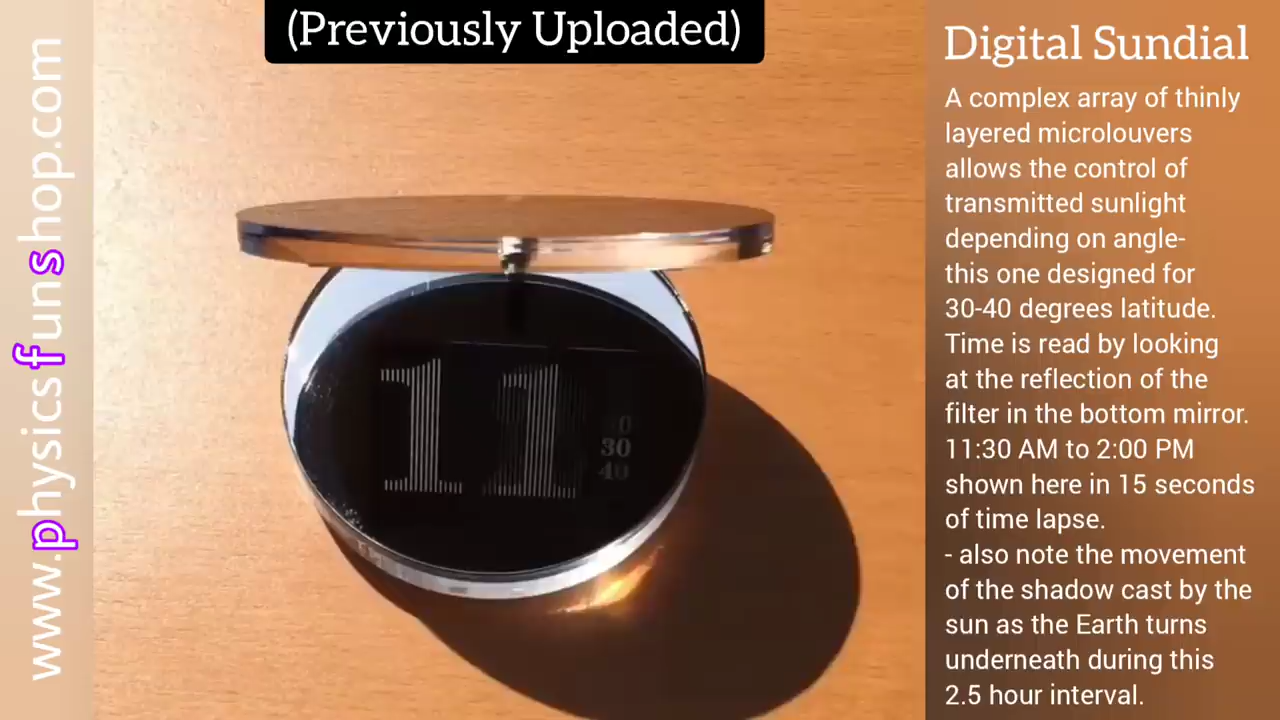 (Previously Uploaded)
www.physicsfunshop.com
11
30
40
Digital Sundial
A complex array of thinly
layered microlouvers
allows the control of
transmitted sunlight
depending on angle-
this one designed for
30-40 degrees latitude.
Time is read by looking
at the reflection of the
filter in the bottom mirror.
11:30 AM to 2:00 PM
shown here in 15 seconds
of time lapse.
- also note the movement
of the shadow cast by the
sun as the Earth turns
underneath during this
2.5 hour interval.